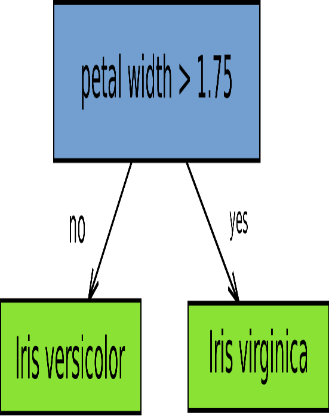 petal width > 1.75
no
yes
Iris versicolor
Iris virginica